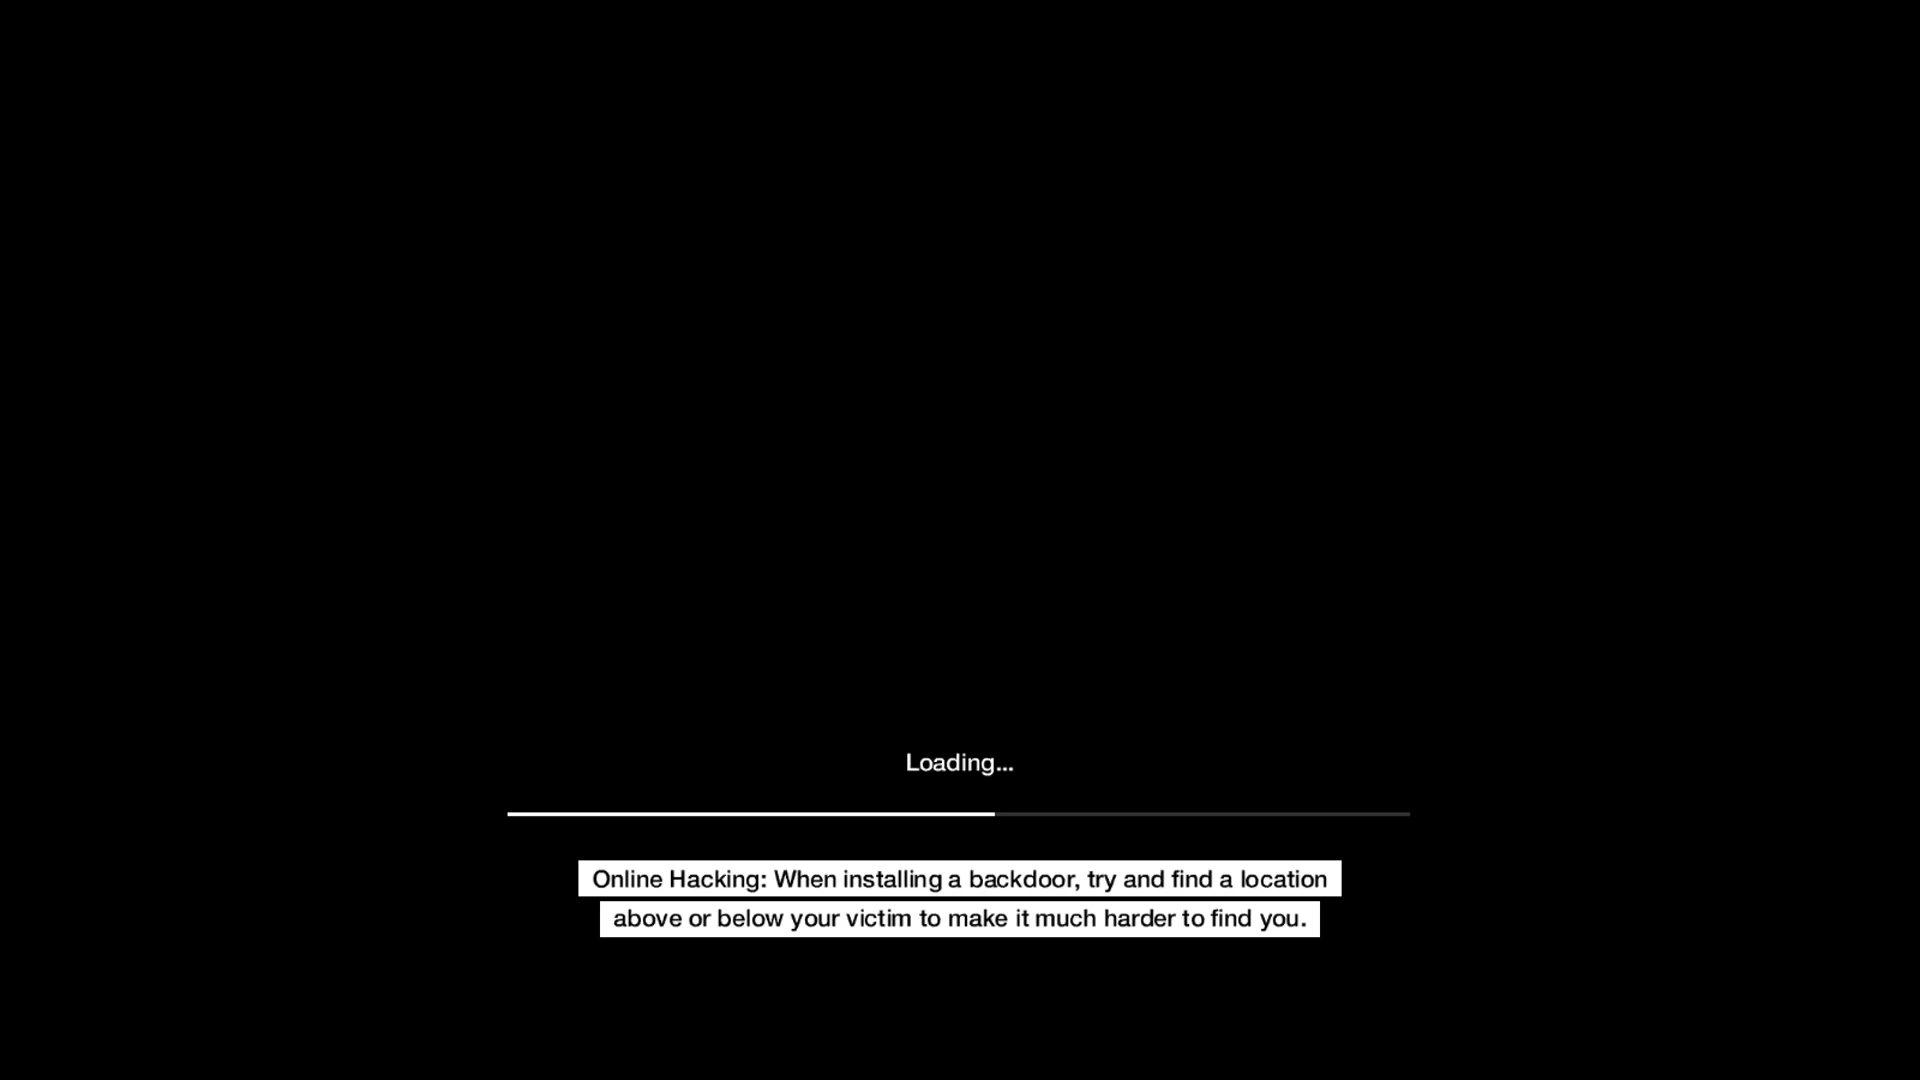 Loading...
Online Hacking: When installing a backdoor, try and find a location
above or below your victim to make it much harder to find you.